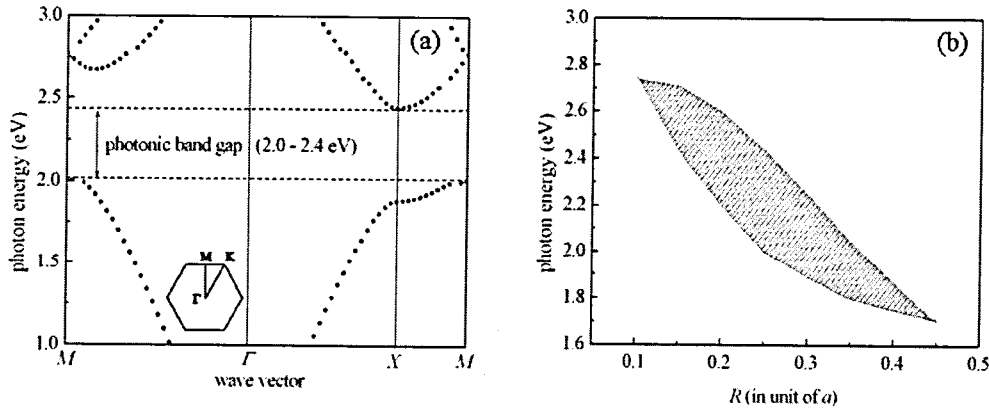 (a)
photon energy (eV)
3.0
2.5
2.0
1.5
1.0
photonic band gap (2.0 - 2.4 eV)
M K
Γ
M Γ X M
wave vector
(b)
photon energy (eV)
3.0
2.8
2.6
2.4
2.2
2.0
1.8
1.6
0.1 0.2 0.3 0.4 0.5
R (in unit of a)